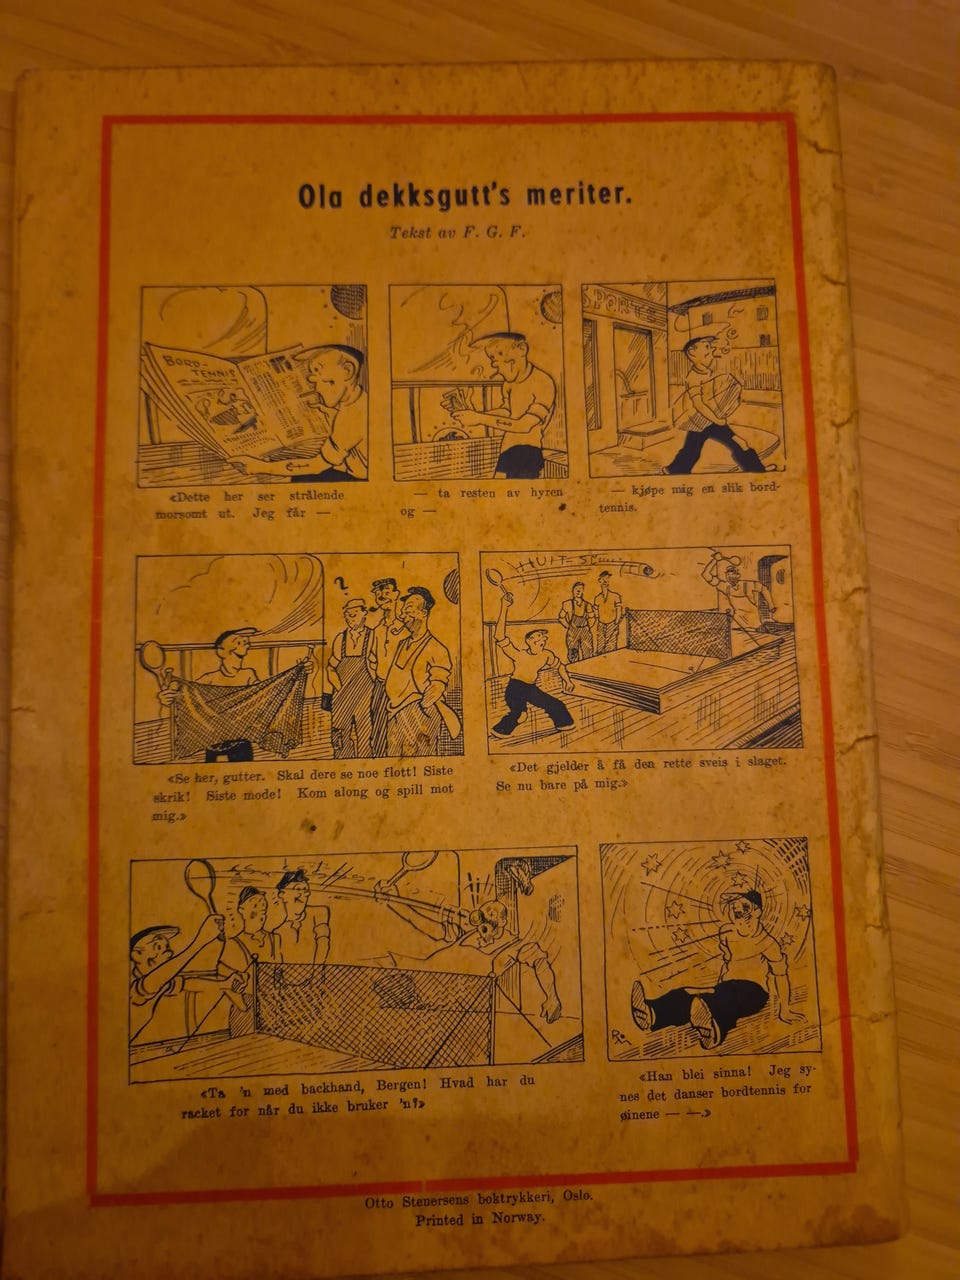 Ola dekksgutt's meriter.
Tekst av F. G. F.
BORD-
TENNIS
SPORTS
«Dette her ser strålende
morsomt ut. Jeg får —
— ta resten av hyren
og —
— kjøpe mig en slik bord-
tennis.
?
HUIT-SS
«Se her, gutter. Skal dere se noe flott! Siste
skrik! Siste mode! Kom along og spill mot
mig.»
«Det gjelder å få den rette sveis i slaget.
Se nu bare på mig.»
!!!
«Ta 'n med backhand, Bergen! Hvad har du
racket for når du ikke bruker 'n?»
«Han blei sinna! Jeg sy-
nes det danser bordtennis for
øinene — —.»
Otto Stenersens boktrykkeri, Oslo.
Printed in Norway.